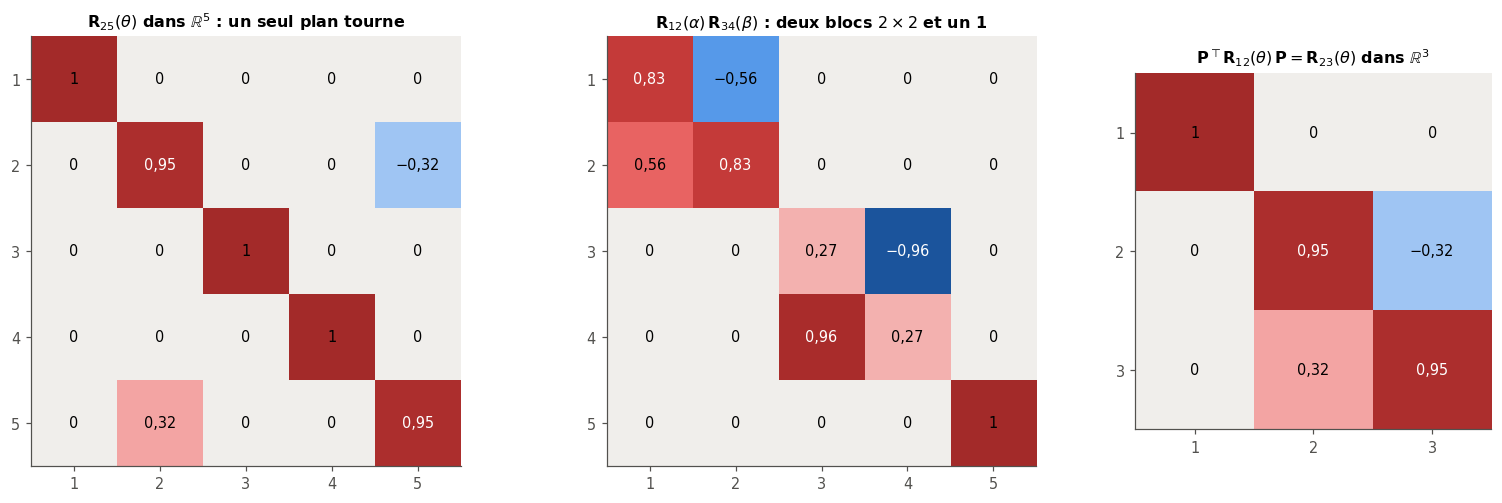 R₂₅(θ) dans ℝ⁵ : un seul plan tourne
1 1 0 0 0 0
2 0 0,95 0 0 −0,32
3 0 0 1 0 0
4 0 0 0 1 0
5 0 0,32 0 0 0,95
1 2 3 4 5
R₁₂(α) R₃₄(β) : deux blocs 2 × 2 et un 1
1 0,83 −0,56 0 0 0
2 0,56 0,83 0 0 0
3 0 0 0,27 −0,96 0
4 0 0 0,96 0,27 0
5 0 0 0 0 1
1 2 3 4 5
P⊤R₁₂(θ) P = R₂₃(θ) dans ℝ³
1 1 0 0
2 0 0,95 −0,32
3 0 0,32 0,95
1 2 3